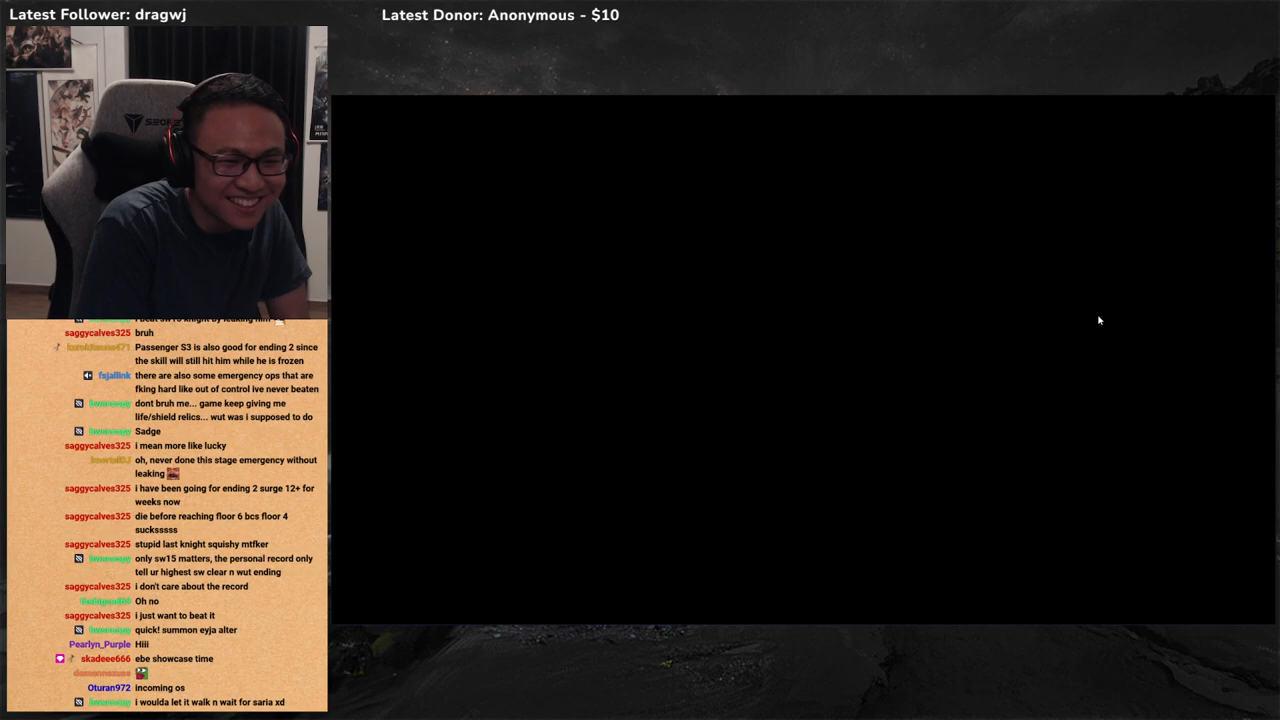 Latest Follower: dragwj
Latest Donor: Anonymous - $10
saggycalves325 bruh
Passenger S3 is also good for ending 2 since
the skill will still hit him while he is frozen
fsjallink there are also some emergency ops that are
fking hard like out of control ive never beaten
dont bruh me... game keep giving me
life/shield relics... wut was i supposed to do
Sadge
saggycalves325 i mean more like lucky
oh, never done this stage emergency without
leaking
saggycalves325 i have been going for ending 2 surge 12+ for
weeks now
saggycalves325 die before reaching floor 6 bcs floor 4
sucksssss
saggycalves325 stupid last knight squishy mtfker
only sw15 matters, the personal record only
tell ur highest sw clear n wut ending
saggycalves325 i don't care about the record
Oh no
saggycalves325 i just want to beat it
quick! summon eyja alter
Pearlyn_Purple Hiii
skadeee666 ebe showcase time
Oturan972 incoming os
i woulda let it walk n wait for saria xd